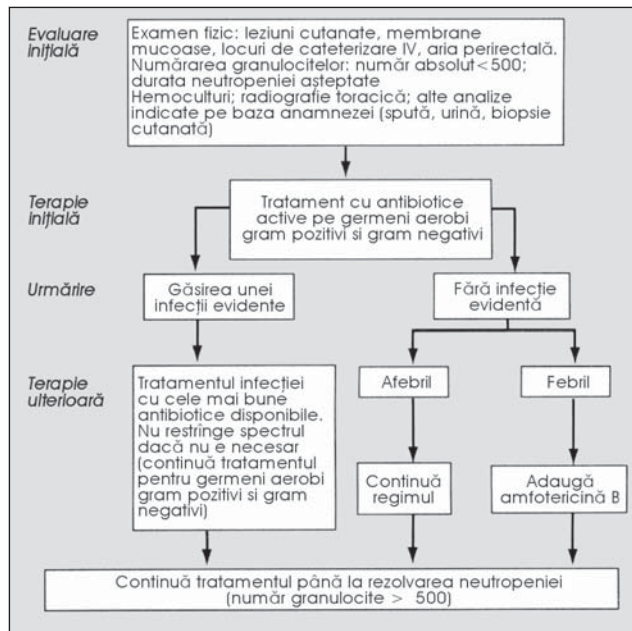 Evaluare
inițială
Examen fizic: leziuni cutanate, membrane
mucoase, locuri de cateterizare IV, aria perirectală.
Numărarea granulocitelor: număr absolut<500;
durata neutropeniei așteptate
Hemoculturi; radiografie toracică; alte analize
indicate pe baza anamnezei (spută, urină, biopsie
cutanată)
Terapie
inițială
Tratament cu antibiotice
active pe germeni aerobi
gram pozitivi si gram negativi
Urmărire
Găsirea unei
infecții evidente
Fără infecție
evidentă
Terapie
ulterioară
Tratamentul infecției
cu cele mai bune
antibiotice disponibile.
Nu restrînge spectrul
dacă nu e necesar
(continuă tratamentul
pentru germeni aerobi
gram pozitivi si gram
negativi)
Afebril
Febril
Continuă
regimul
Adaugă
amfotericină B
Continuă tratamentul până la rezolvarea neutropeniei
(număr granulocite > 500)